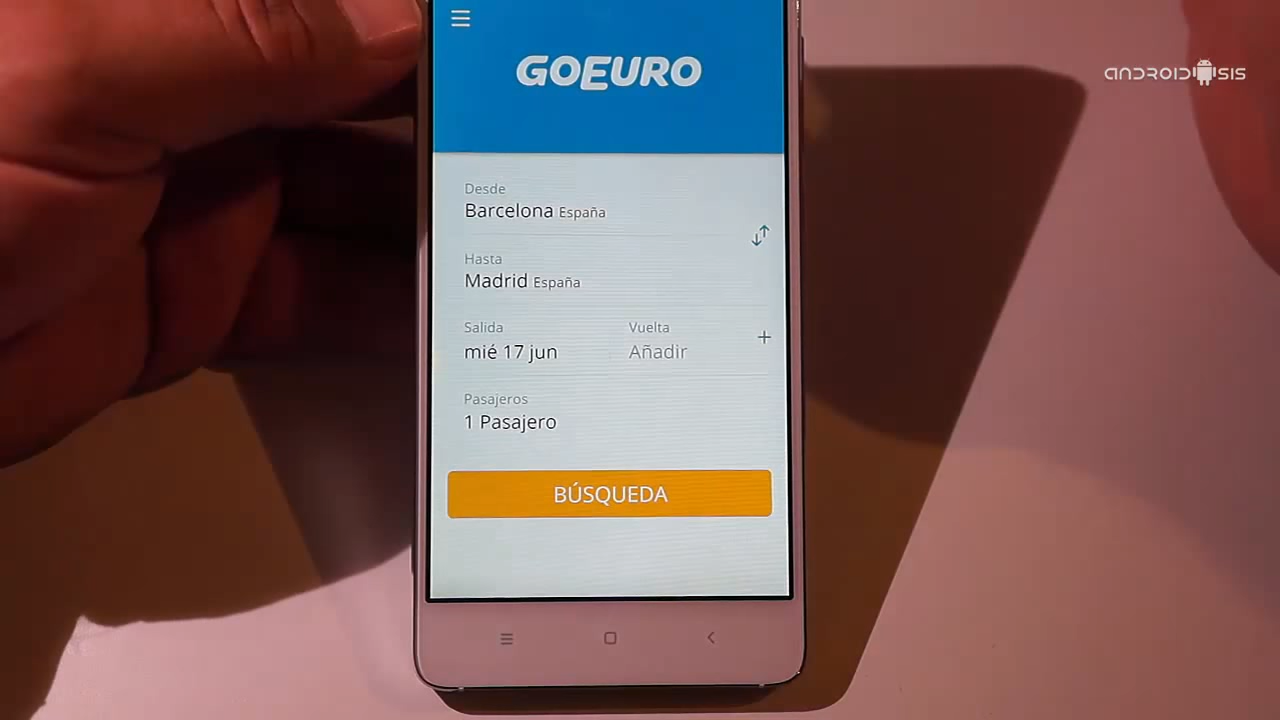 GOEURO
ANDROIDSIS
Desde
Barcelona España
Hasta
Madrid España
Salida
Vuelta
mié 17 jun
Añadir
Pasajeros
1 Pasajero
BÚSQUEDA